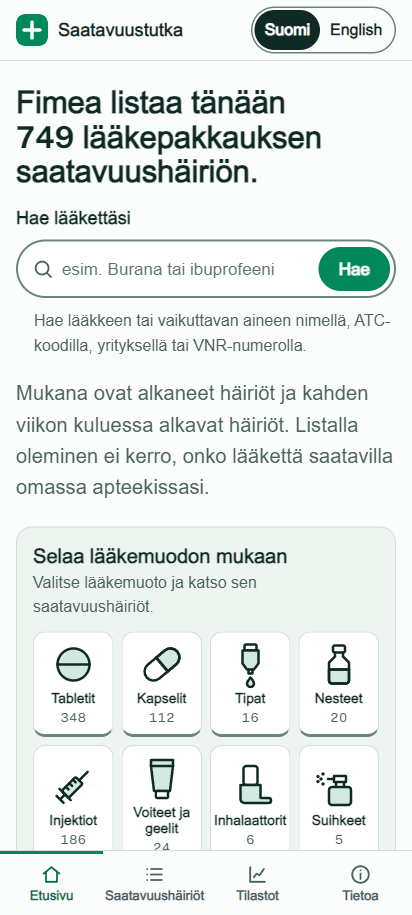 Saatavuustutka
Suomi
English
Fimea listaa tänään
749 lääkepakkauksen
saatavuushäiriön.
Hae lääkettäsi
esim. Burana tai ibuprofeeni
Hae
Hae lääkkeen tai vaikuttavan aineen nimellä, ATC-
koodilla, yrityksellä tai VNR-numerolla.
Mukana ovat alkaneet häiriöt ja kahden
viikon kuluessa alkavat häiriöt. Listalla
oleminen ei kerro, onko lääkettä saatavilla
omassa apteekissasi.
Selaa lääkemuodon mukaan
Valitse lääkemuoto ja katso sen
saatavuushäiriöt.
Tabletit
348
Kapselit
112
Tipat
16
Nesteet
20
Injektiot
186
Voiteet ja
geelit
24
Inhalaattorit
6
Suihkeet
5
Etusivu
Saatavuushäiriöt
Tilastot
Tietoa